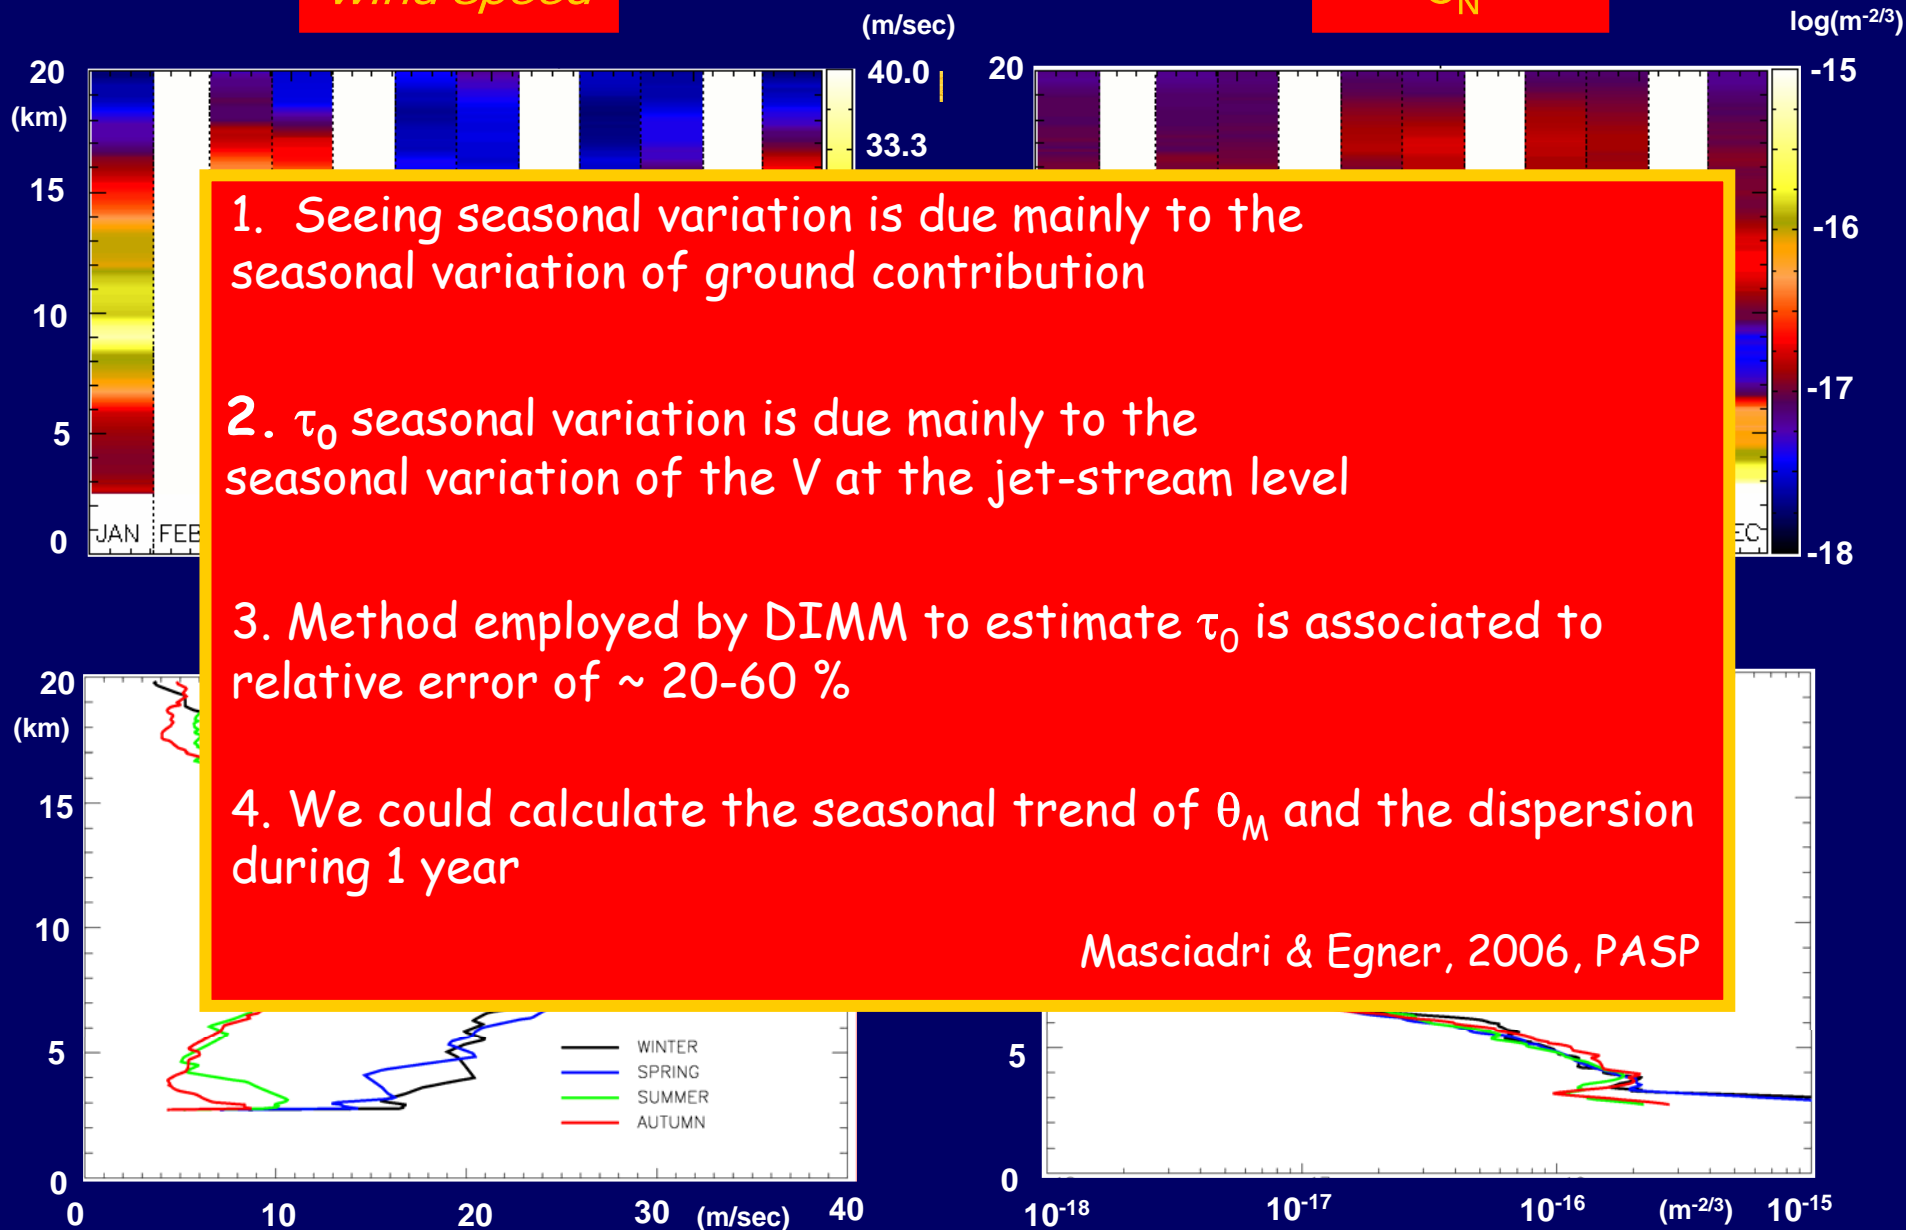 Wind Speed
(m/sec)
log(m-2/3)
N
20
(km)
15
10
5
0
JAN FEB
40.0
33.3
20
-15
-16
-17
-18
1. Seeing seasonal variation is due mainly to the
seasonal variation of ground contribution
2. τ0 seasonal variation is due mainly to the
seasonal variation of the V at the jet-stream level
3. Method employed by DIMM to estimate τ0 is associated to
relative error of ~ 20-60 %
4. We could calculate the seasonal trend of θM and the dispersion
during 1 year
Masciadri & Egner, 2006, PASP
20
(km)
15
10
5
0
WINTER
SPRING
SUMMER
AUTUMN
0 10 20 30 (m/sec) 40
5
0
10-18 10-17 10-16 (m-2/3) 10-15